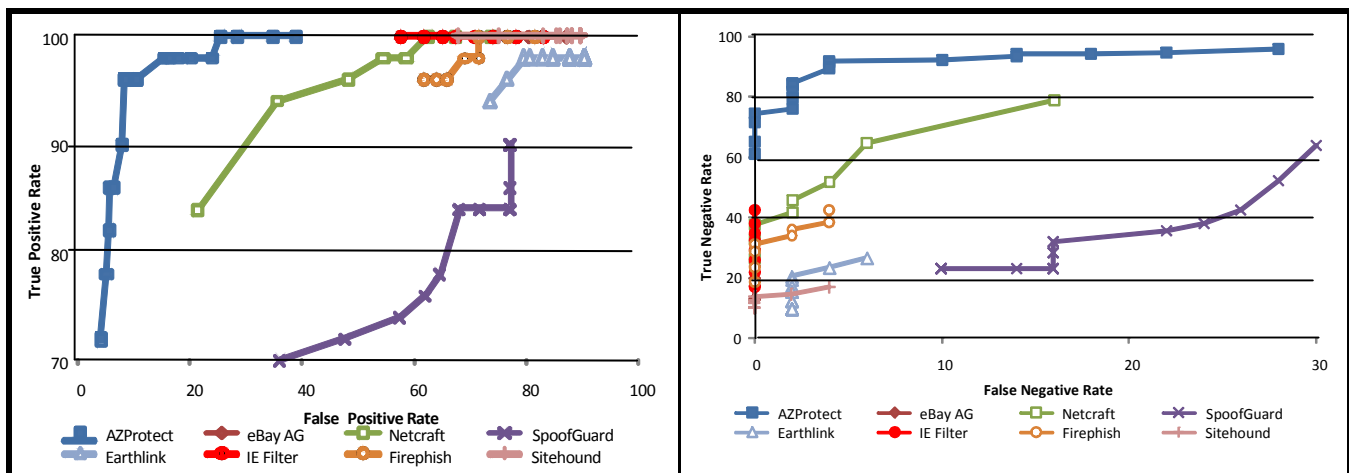 100
90
80
70
True Positive Rate
0 20 40 60 80 100
False Positive Rate
AZProtect eBay AG Netcraft SpoofGuard
Earthlink IE Filter Firephish Sitehound
100
80
60
40
20
0
True Negative Rate
0 10 20 30
False Negative Rate
AZProtect eBay AG Netcraft SpoofGuard
Earthlink IE Filter Firephish Sitehound